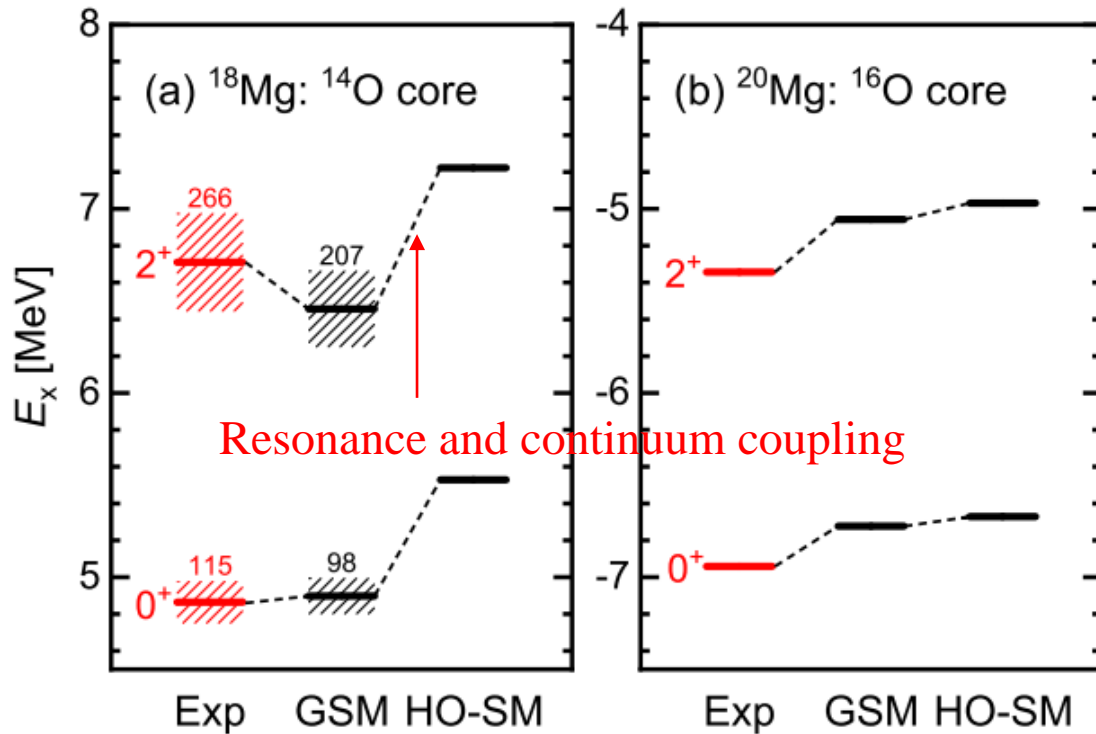 8
-4
(a) ¹⁸Mg: ¹⁴O core
(b) ²⁰Mg: ¹⁶O core
7
-5
266
2⁺
207
2⁺
Eₓ [MeV]
6
-6
Resonance and continuum coupling
5
-7
115
98
0⁺
0⁺
Exp GSM HO-SM
Exp GSM HO-SM